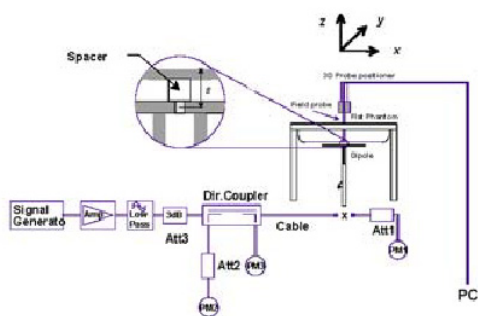 z
y
x
Spacer
s
3D Probe positioner
Field probe
Flat Phantom
Dipole
Signal
Generato
Amp
Low
Pass
3dB
Att3
Dir.Coupler
Cable
x
Att1
PM1
Att2
PM3
PM2
PC